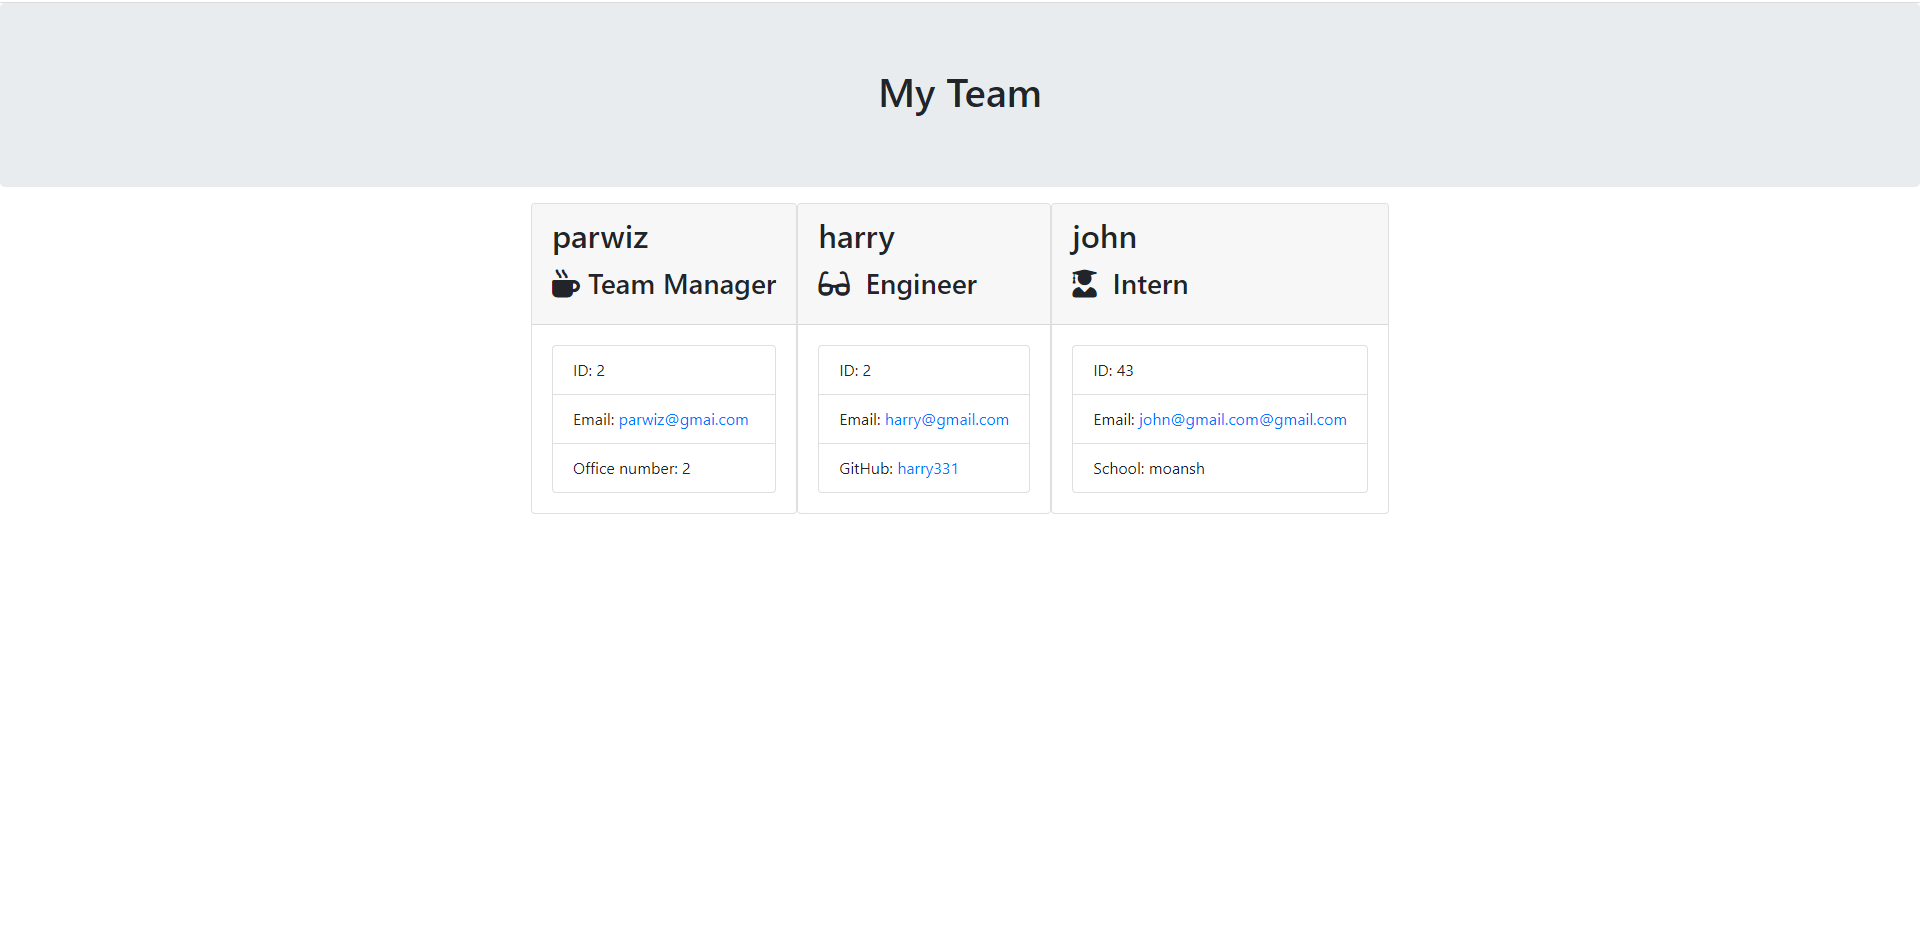 My Team
parwiz
Team Manager
ID: 2
Email: parwiz@gmai.com
Office number: 2
harry
Engineer
ID: 2
Email: harry@gmail.com
GitHub: harry331
john
Intern
ID: 43
Email: john@gmail.com@gmail.com
School: moansh